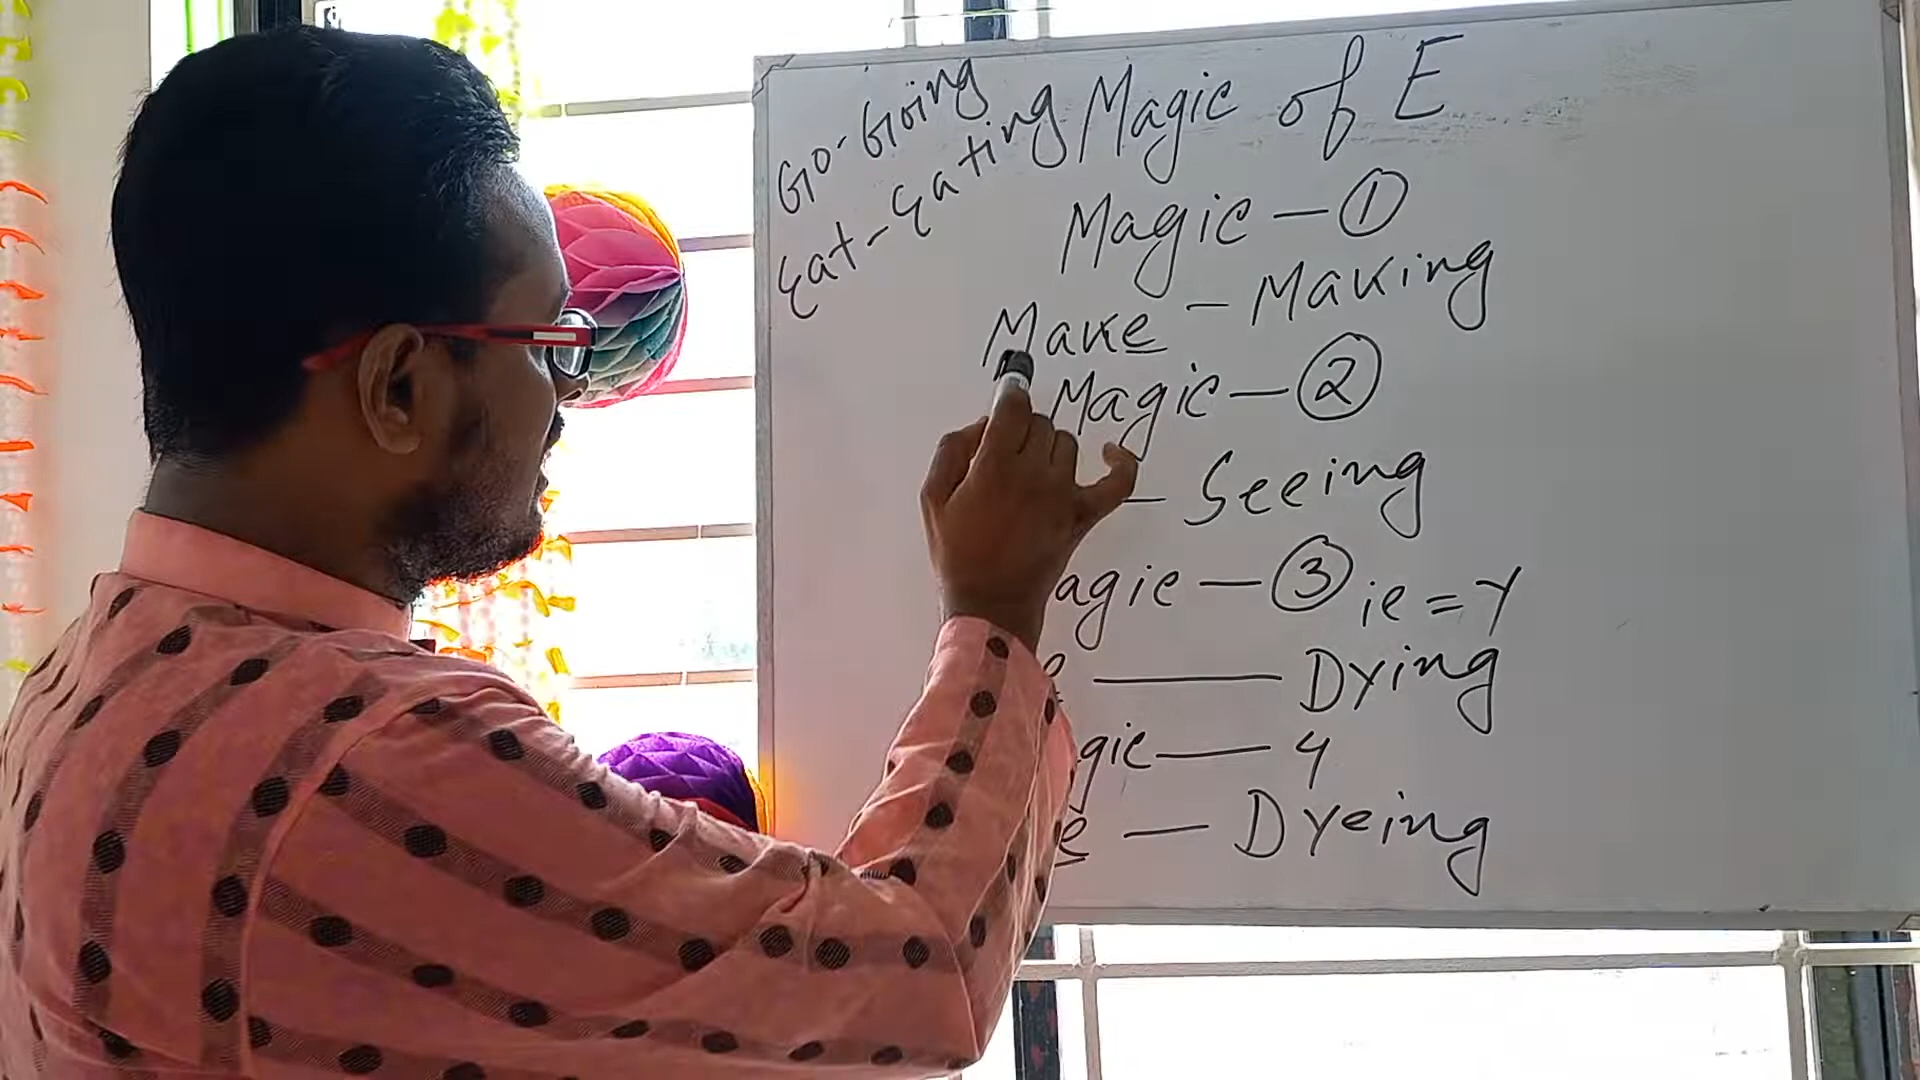 Go-Going
Eat-Eating
Magic of E
Magic - ①
Make - Making
Magic - ②
- Seeing
agic - ③ ie = Y
e — Dying
gic — 4
e - Dyeing